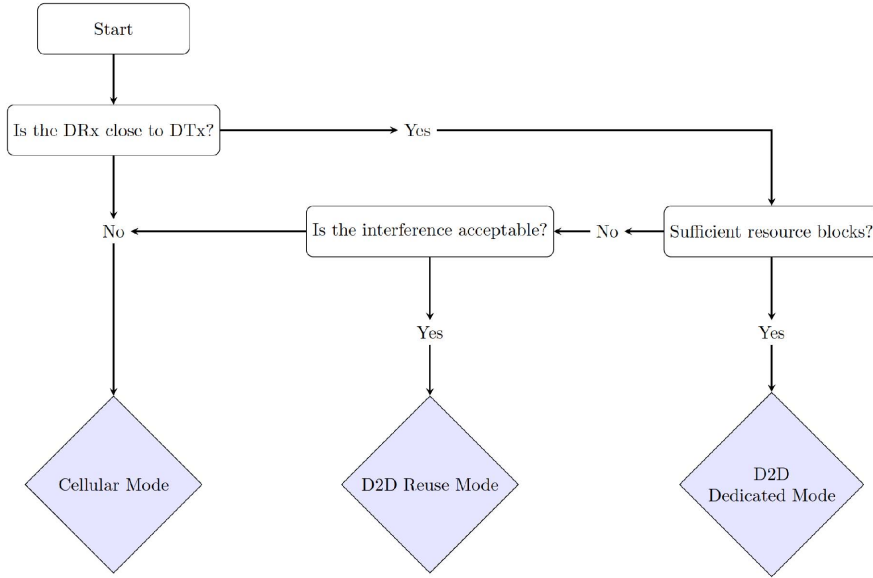 Start
Is the DRx close to DTx?
Yes
No
Is the interference acceptable?
No
Sufficient resource blocks?
Yes
Yes
Cellular Mode
D2D Reuse Mode
D2D
Dedicated Mode